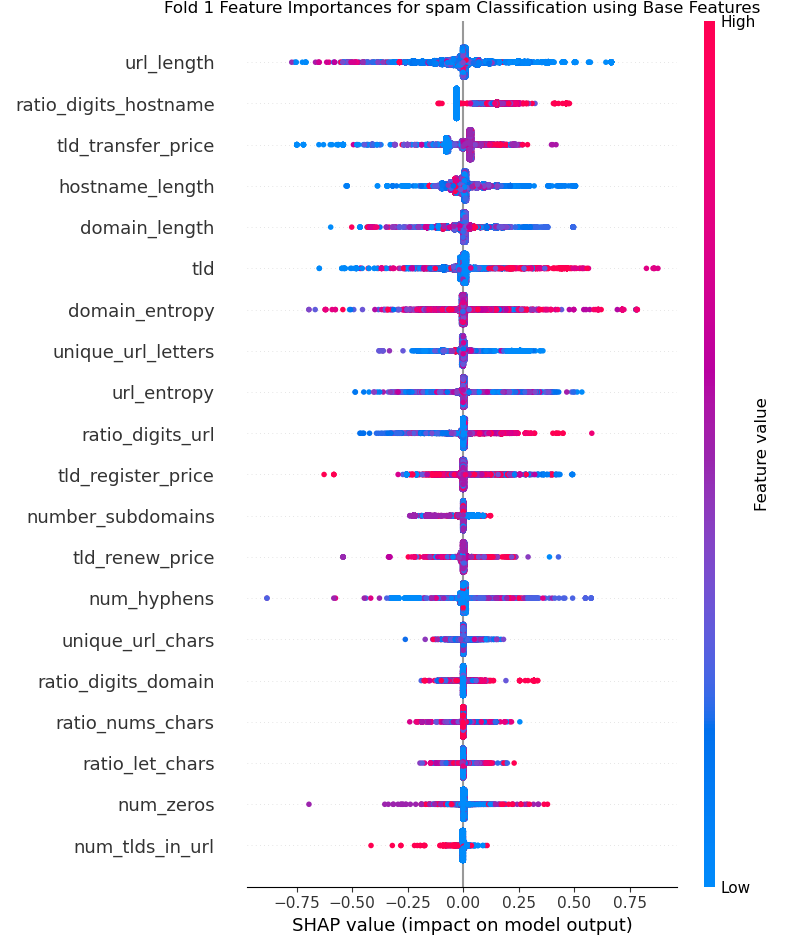 Fold 1 Feature Importances for spam Classification using Base Features
High
url_length
ratio_digits_hostname
tld_transfer_price
hostname_length
domain_length
tld
domain_entropy
unique_url_letters
url_entropy
ratio_digits_url
tld_register_price
number_subdomains
tld_renew_price
num_hyphens
unique_url_chars
ratio_digits_domain
ratio_nums_chars
ratio_let_chars
num_zeros
num_tlds_in_url
Feature value
Low
−0.75 −0.50 −0.25 0.00 0.25 0.50 0.75
SHAP value (impact on model output)